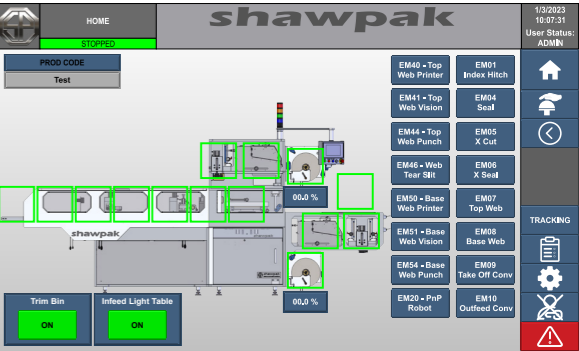 HOME
STOPPED
shawpak
1/3/2023
10:07:31
User Status:
ADMIN
PROD CODE
Test
EM40 - Top
Web Printer
EM01
Index Hitch
EM41 - Top
Web Vision
EM04
Seal
EM44 - Top
Web Punch
EM05
X Cut
EM46 - Web
Tear Slit
EM06
X Seal
EM50 - Base
Web Printer
EM07
Top Web
EM51 - Base
Web Vision
EM08
Base Web
EM54 - Base
Web Punch
EM09
Take Off Conv
EM20 - PnP
Robot
EM10
Outfeed Conv
TRACKING
00.0 %
shawpak
00.0 %
Trim Bin
ON
Infeed Light Table
ON